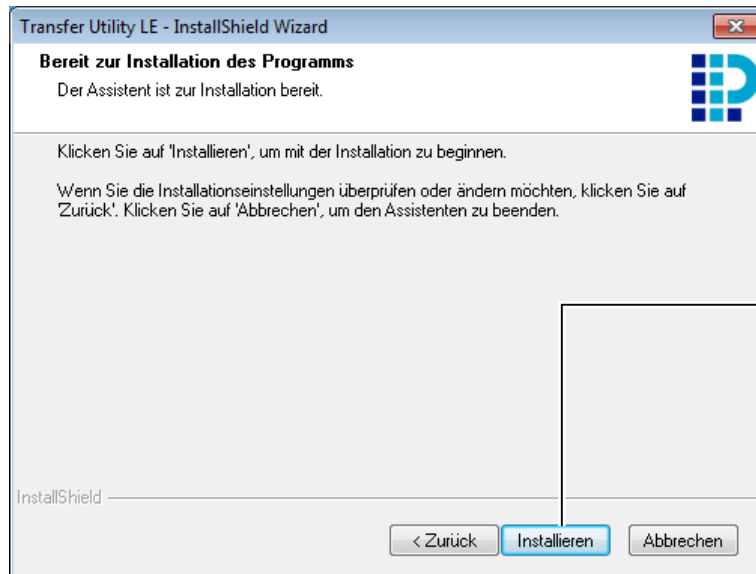 Transfer Utility LE - InstallShield Wizard
Bereit zur Installation des Programms
Der Assistent ist zur Installation bereit.
Klicken Sie auf 'Installieren', um mit der Installation zu beginnen.
Wenn Sie die Installationseinstellungen überprüfen oder ändern möchten, klicken Sie auf
'Zurück'. Klicken Sie auf 'Abbrechen', um den Assistenten zu beenden.
InstallShield
< Zurück
Installieren
Abbrechen